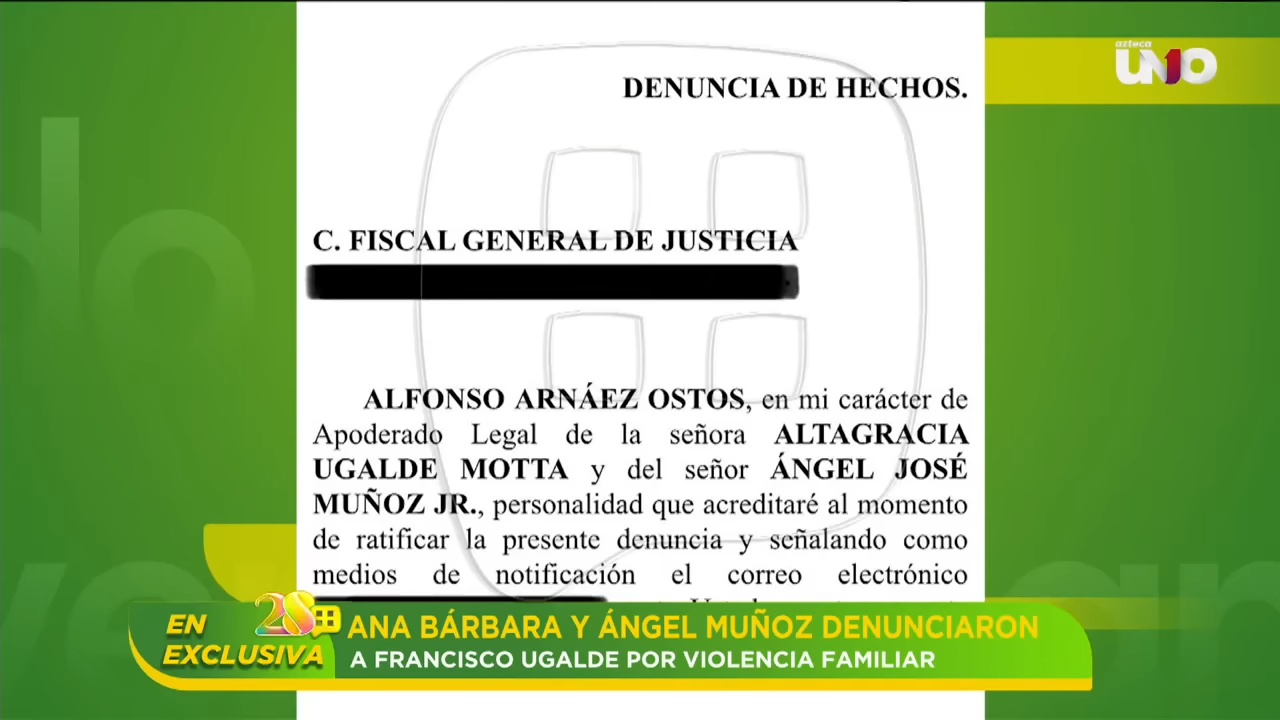 azteca
UNO
DENUNCIA DE HECHOS.
C. FISCAL GENERAL DE JUSTICIA
ALFONSO ARNÁEZ OSTOS, en mi carácter de
Apoderado Legal de la señora ALTAGRACIA
UGALDE MOTTA y del señor ÁNGEL JOSÉ
MUÑOZ JR., personalidad que acreditaré al momento
de ratificar la presente denuncia y señalando como
medios de notificación el correo electrónico
EN
EXCLUSIVA
ANA BÁRBARA Y ÁNGEL MUÑOZ DENUNCIARON
A FRANCISCO UGALDE POR VIOLENCIA FAMILIAR